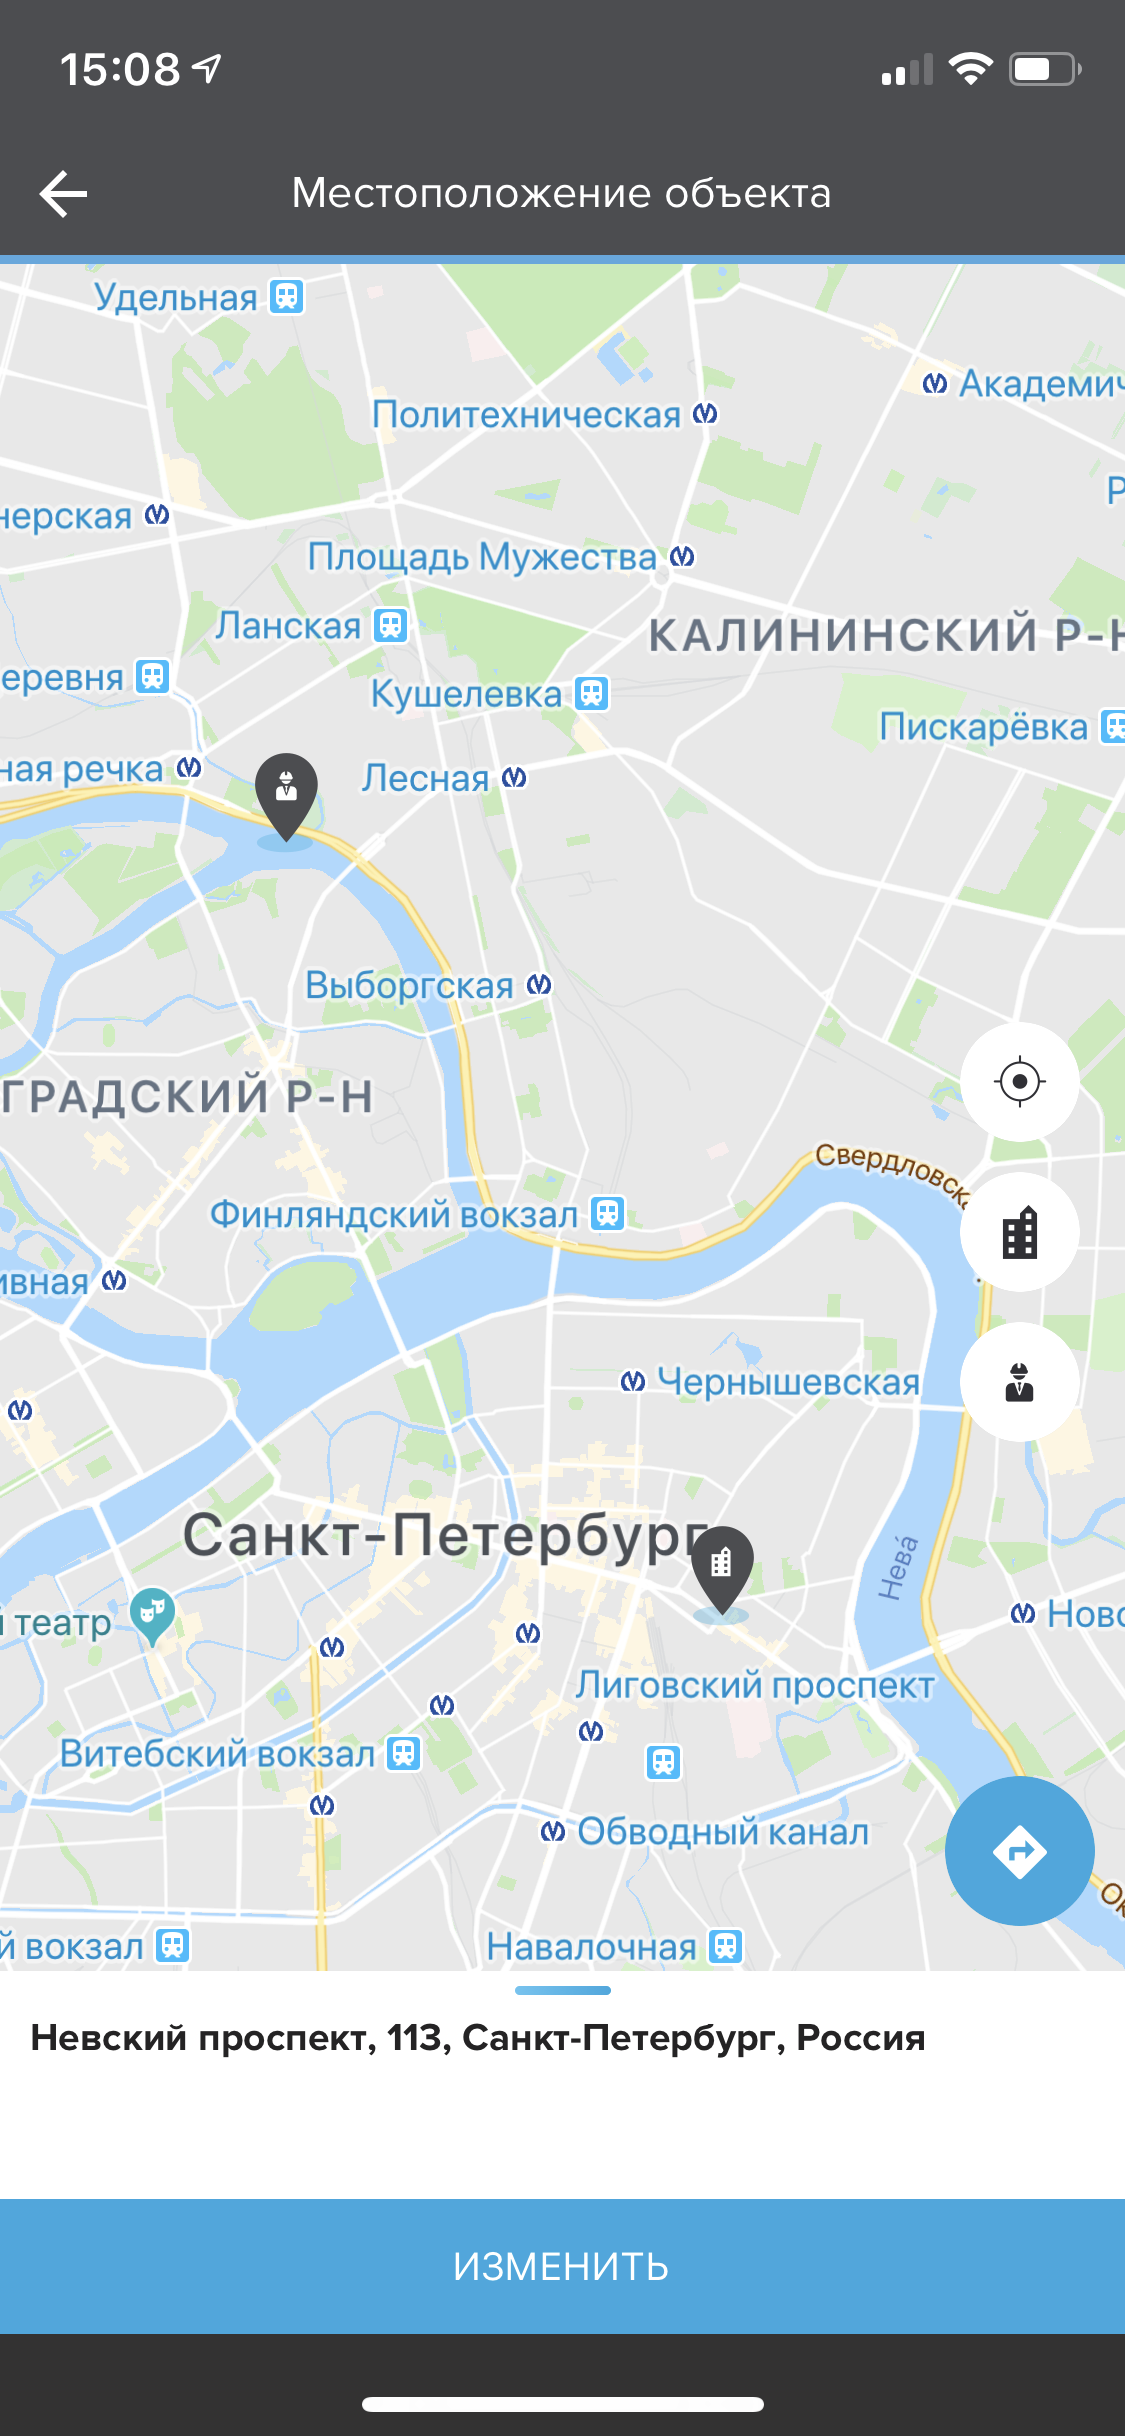 15:08
Местоположение объекта
Удельная
Академич
Политехническая
нерская
Площадь Мужества
Ланская
КАЛИНИНСКИЙ Р-Н
еревня
Кушелевка
Пискарёвка
ная речка
Лесная
Выборгская
ГРАДСКИЙ Р-Н
Свердловска
Финляндский вокзал
ивная
Чернышевская
Санкт-Петербург
Нева́
й театр
Ново
Лиговский проспект
Витебский вокзал
Обводный канал
Ок
й вокзал
Навалочная
Невский проспект, 113, Санкт-Петербург, Россия
ИЗМЕНИТЬ